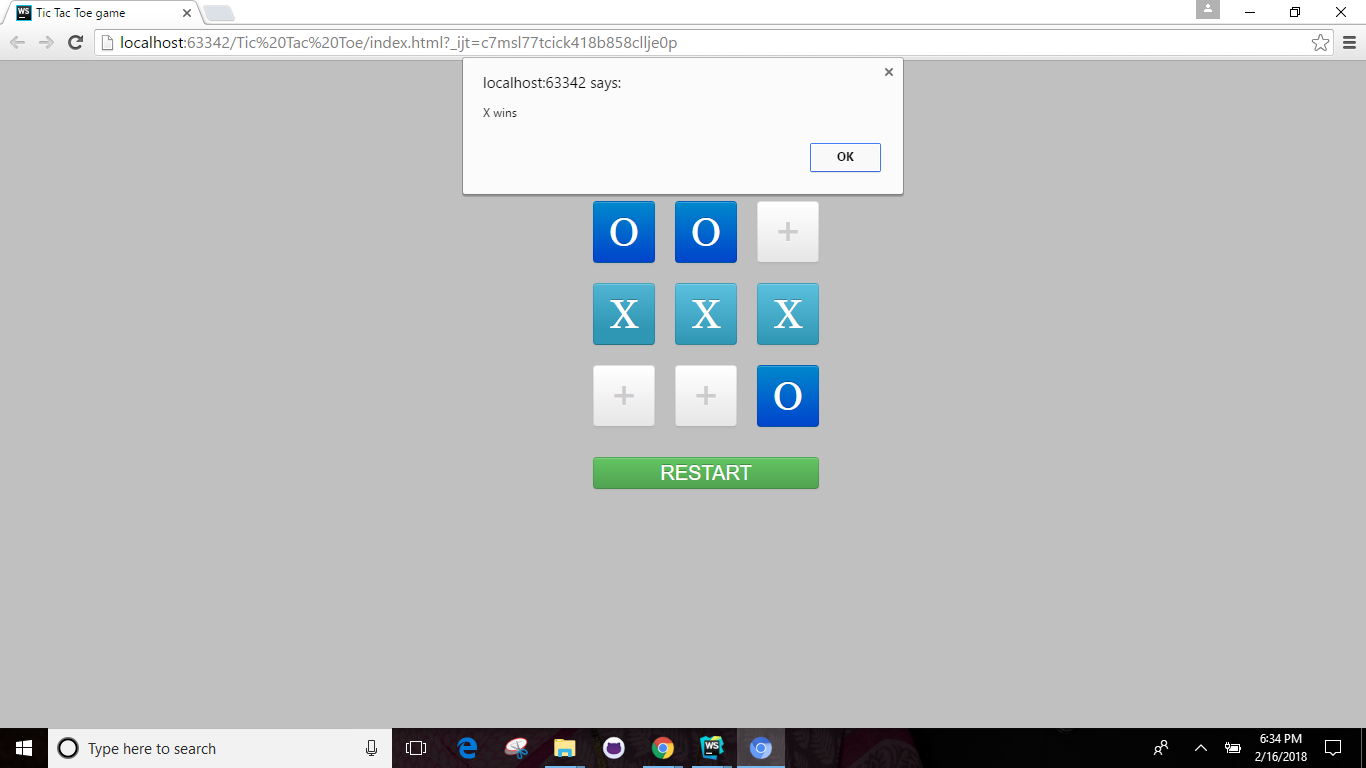 WS Tic Tac Toe game
localhost:63342/Tic%20Tac%20Toe/index.html?_ijt=c7msl77tcick418b858cllje0p
localhost:63342 says:
X wins
OK
O O +
X X X
+ + O
RESTART
Type here to search
WS
6:34 PM
2/16/2018